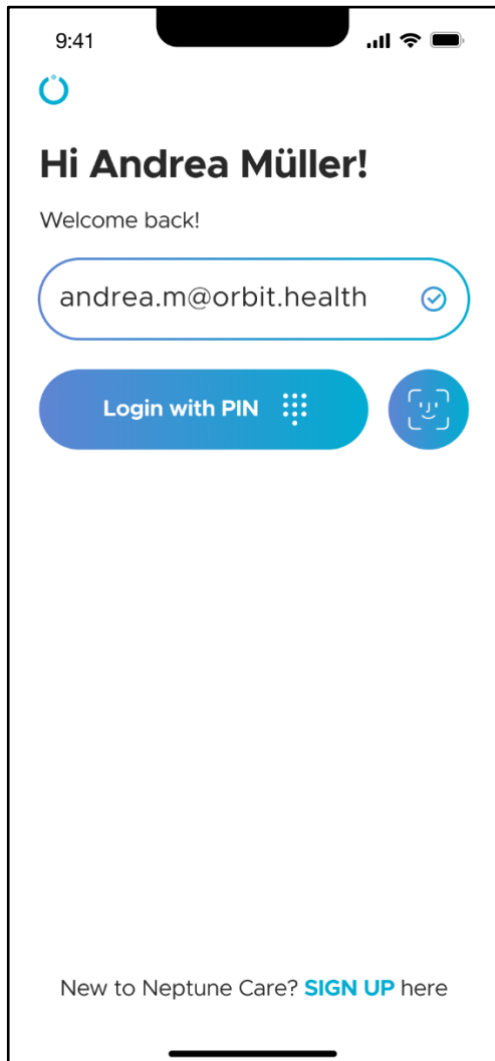 9:41
Hi Andrea Müller!
Welcome back!
andrea.m@orbit.health
Login with PIN
New to Neptune Care? SIGN UP here